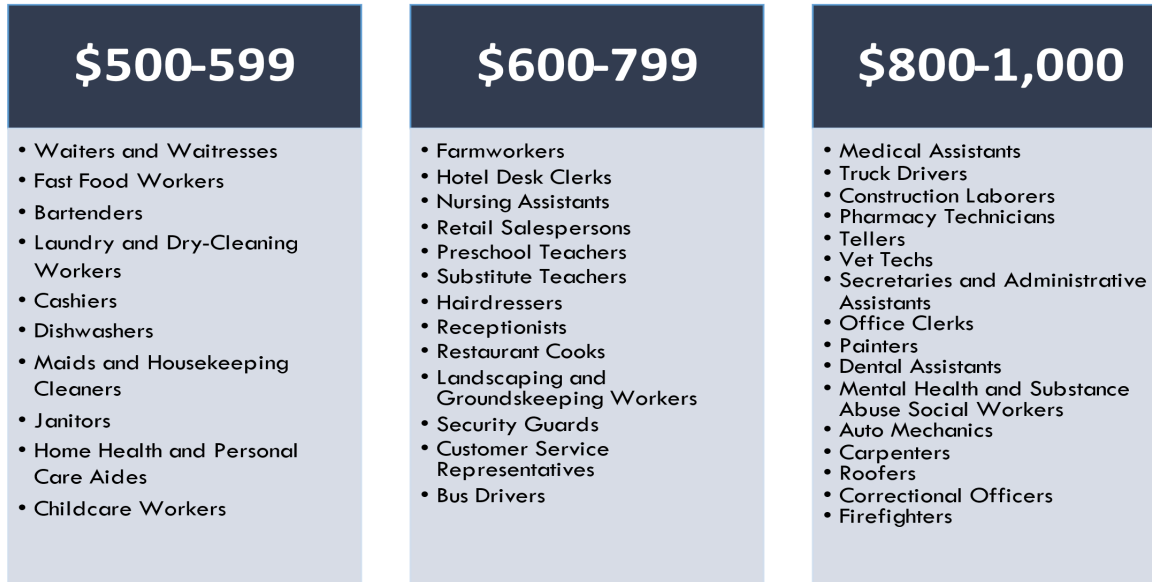 $500-599
• Waiters and Waitresses
• Fast Food Workers
• Bartenders
• Laundry and Dry-Cleaning
Workers
• Cashiers
• Dishwashers
• Maids and Housekeeping
Cleaners
• Janitors
• Home Health and Personal
Care Aides
• Childcare Workers
$600-799
• Farmworkers
• Hotel Desk Clerks
• Nursing Assistants
• Retail Salespersons
• Preschool Teachers
• Substitute Teachers
• Hairdressers
• Receptionists
• Restaurant Cooks
• Landscaping and
Groundskeeping Workers
• Security Guards
• Customer Service
Representatives
• Bus Drivers
$800-1,000
• Medical Assistants
• Truck Drivers
• Construction Laborers
• Pharmacy Technicians
• Tellers
• Vet Techs
• Secretaries and Administrative
Assistants
• Office Clerks
• Painters
• Dental Assistants
• Mental Health and Substance
Abuse Social Workers
• Auto Mechanics
• Carpenters
• Roofers
• Correctional Officers
• Firefighters